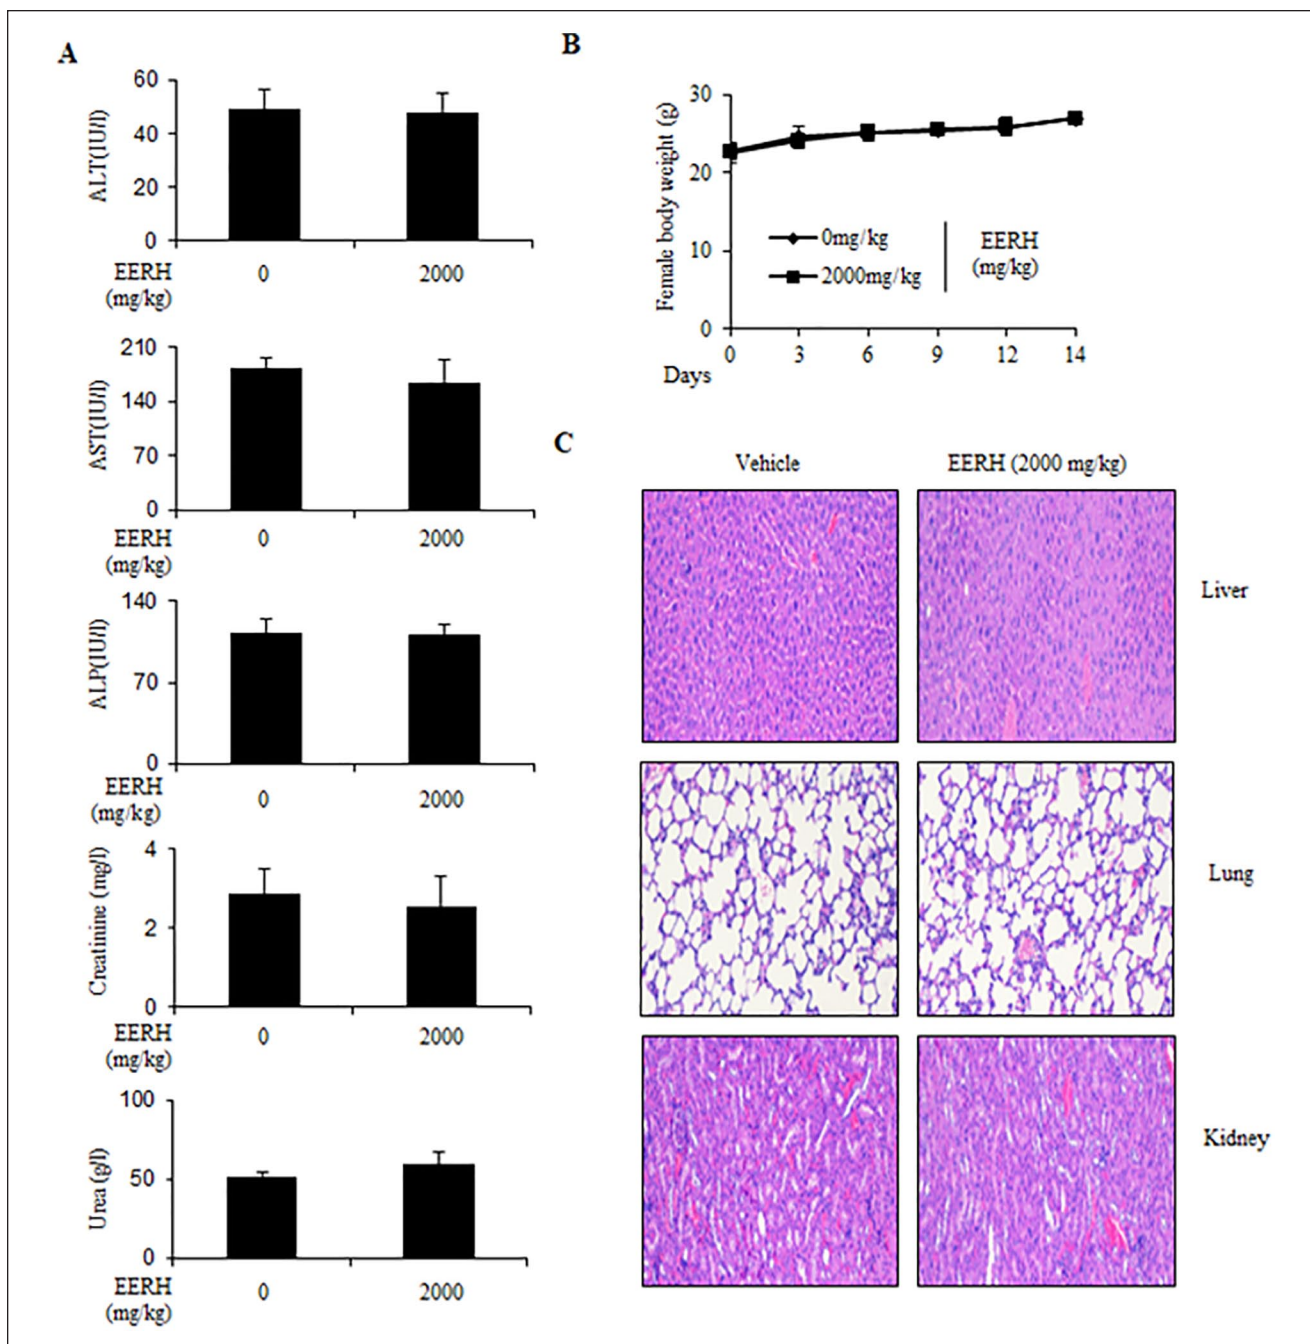 A
ALT(IU/l)
60
40
20
0
EERH
(mg/kg)
0
2000
AST(IU/l)
210
140
70
0
EERH
(mg/kg)
0
2000
ALP(IU/l)
140
70
0
EERH
(mg/kg)
0
2000
Creatinine (mg/l)
4
2
0
EERH
(mg/kg)
0
2000
Urea (g/l)
100
50
0
EERH
(mg/kg)
0
2000
B
Female body weight (g)
30
20
10
0
0mg/kg
2000mg/kg
EERH
(mg/kg)
0 3 6 9 12 14
Days
C
Vehicle
EERH (2000 mg/kg)
Liver
Lung
Kidney